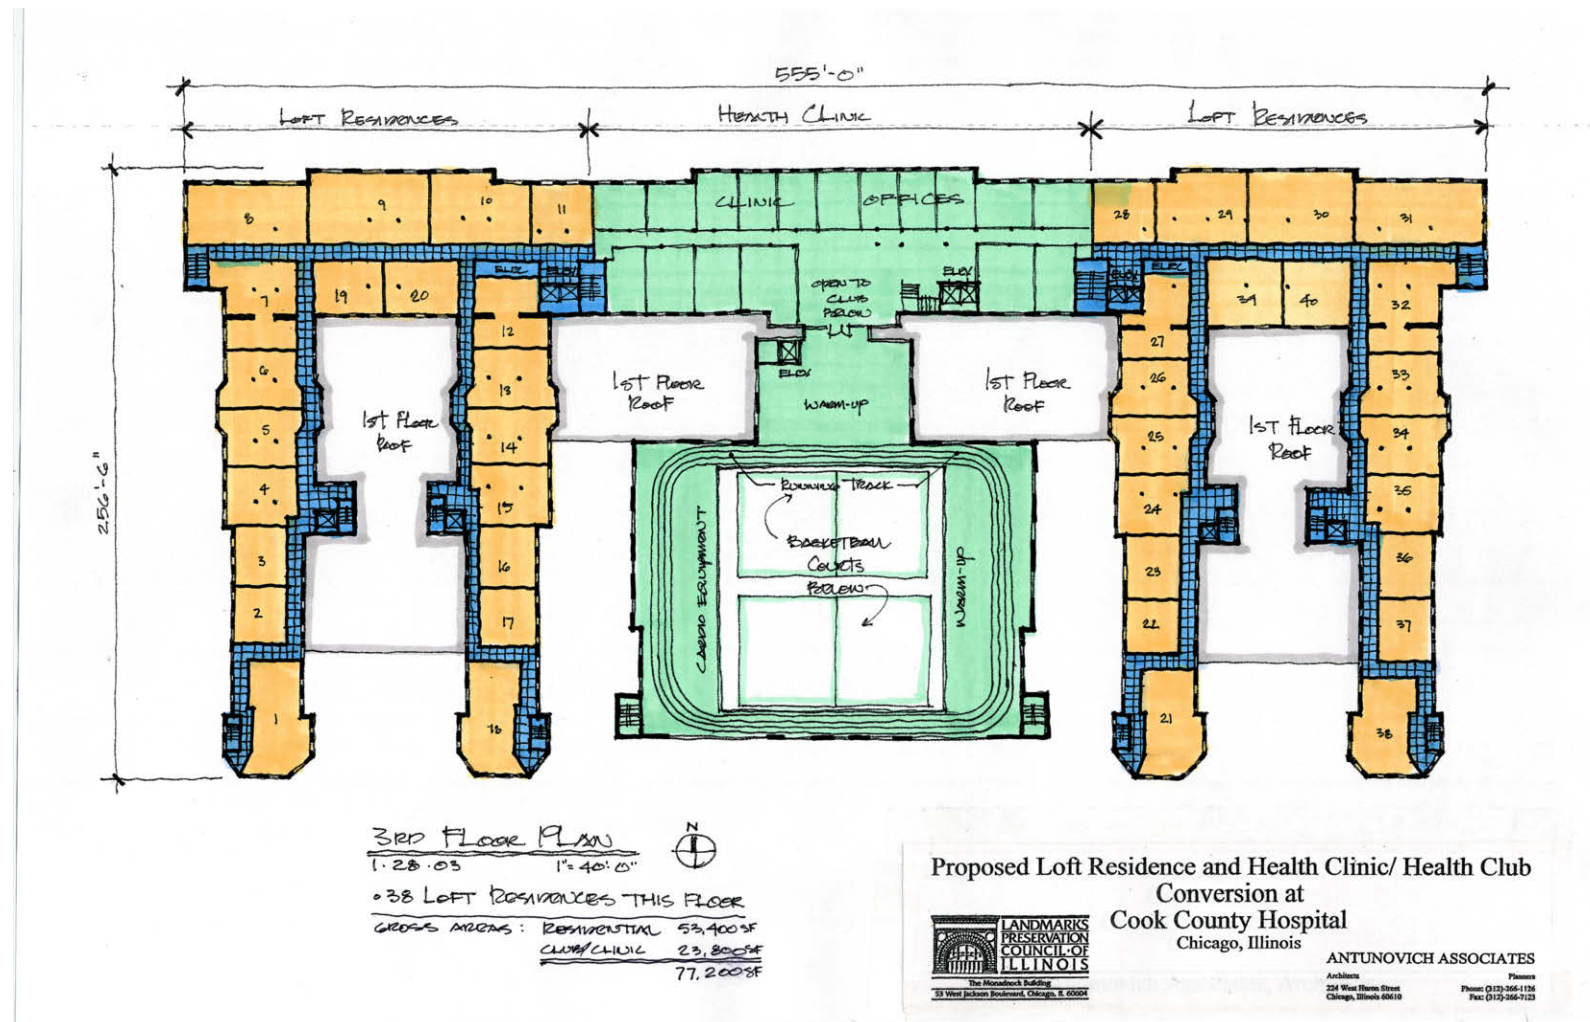 555'-0"
LOFT RESIDENCES
HEALTH CLINIC
LOFT RESIDENCES
256'-6"
8
9
10
11
CLINIC OFFICES
28
29
30
31
ELEC
ELEV
ELEV
ELEV
ELEC
7
19
20
12
OPEN TO
CLUB
BELOW
27
39
40
32
6
13
1ST FLOOR
ROOF
ELEV
WARM-UP
1ST FLOOR
ROOF
26
33
5
1ST FLOOR
ROOF
14
25
1ST FLOOR
ROOF
34
4
15
RUNNING TRACK
24
35
3
16
CARDIO EQUIPMENT
BASKETBALL
COURTS
BELOW
WARM-UP
23
36
2
17
22
37
1
18
21
38
3RD FLOOR PLAN
N
1·28·03 1"=40'-0"
•38 LOFT RESIDENCES THIS FLOOR
GROSS AREAS: RESIDENTIAL 53,400 SF
CLUB/CLINIC 23,800 SF
77,200 SF
Proposed Loft Residence and Health Clinic/ Health Club
Conversion at
Cook County Hospital
Chicago, Illinois
LANDMARKS
PRESERVATION
COUNCIL·OF
ILLINOIS
The Monadnock Building
53 West Jackson Boulevard, Chicago, IL 60604
ANTUNOVICH ASSOCIATES
Architects Planners
224 West Huron Street Phone: (312)-266-1126
Chicago, Illinois 60610 Fax: (312)-266-7123